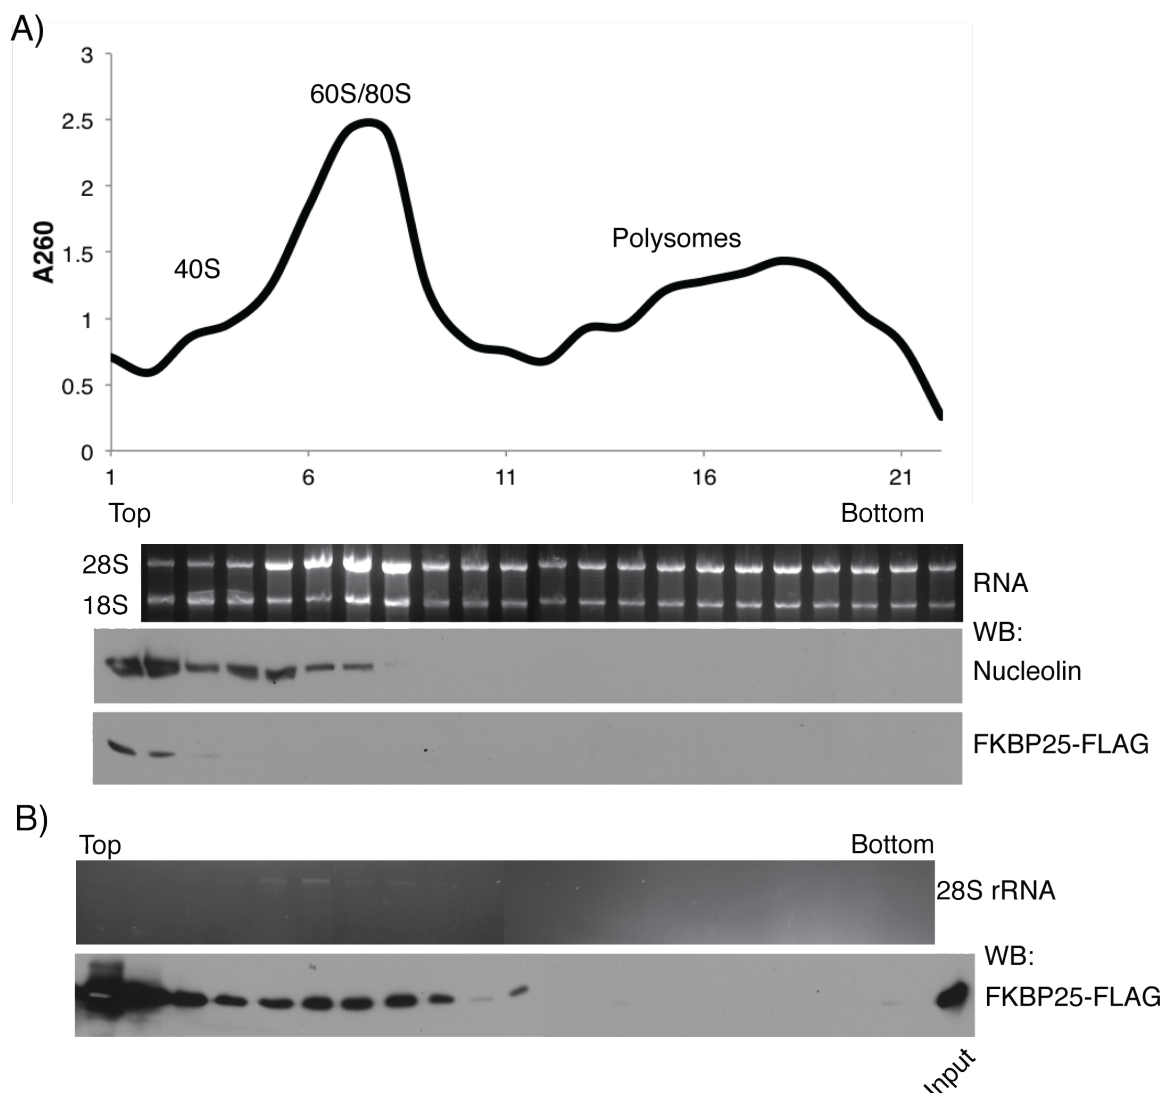 A)
3
60S/80S
2.5
2
Polysomes
1.5
40S
A260
1
0.5
0
1 6 11 16 21
Top Bottom
28S
RNA
18S
WB:
Nucleolin
FKBP25-FLAG
B)
Top Bottom
28S rRNA
WB:
FKBP25-FLAG
Input